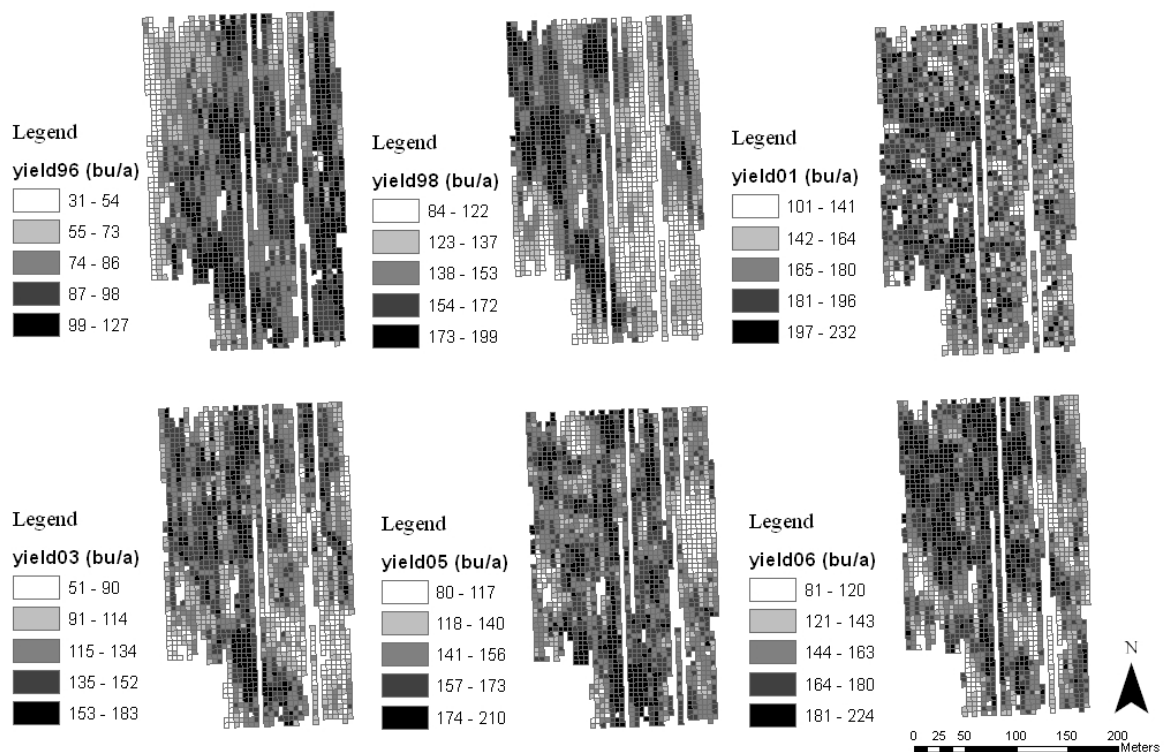 Legend
yield96 (bu/a)
31 - 54
55 - 73
74 - 86
87 - 98
99 - 127
Legend
yield98 (bu/a)
84 - 122
123 - 137
138 - 153
154 - 172
173 - 199
Legend
yield01 (bu/a)
101 - 141
142 - 164
165 - 180
181 - 196
197 - 232
Legend
yield03 (bu/a)
51 - 90
91 - 114
115 - 134
135 - 152
153 - 183
Legend
yield05 (bu/a)
80 - 117
118 - 140
141 - 156
157 - 173
174 - 210
Legend
yield06 (bu/a)
81 - 120
121 - 143
144 - 163
164 - 180
181 - 224
N
0 25 50 100 150 200
Meters